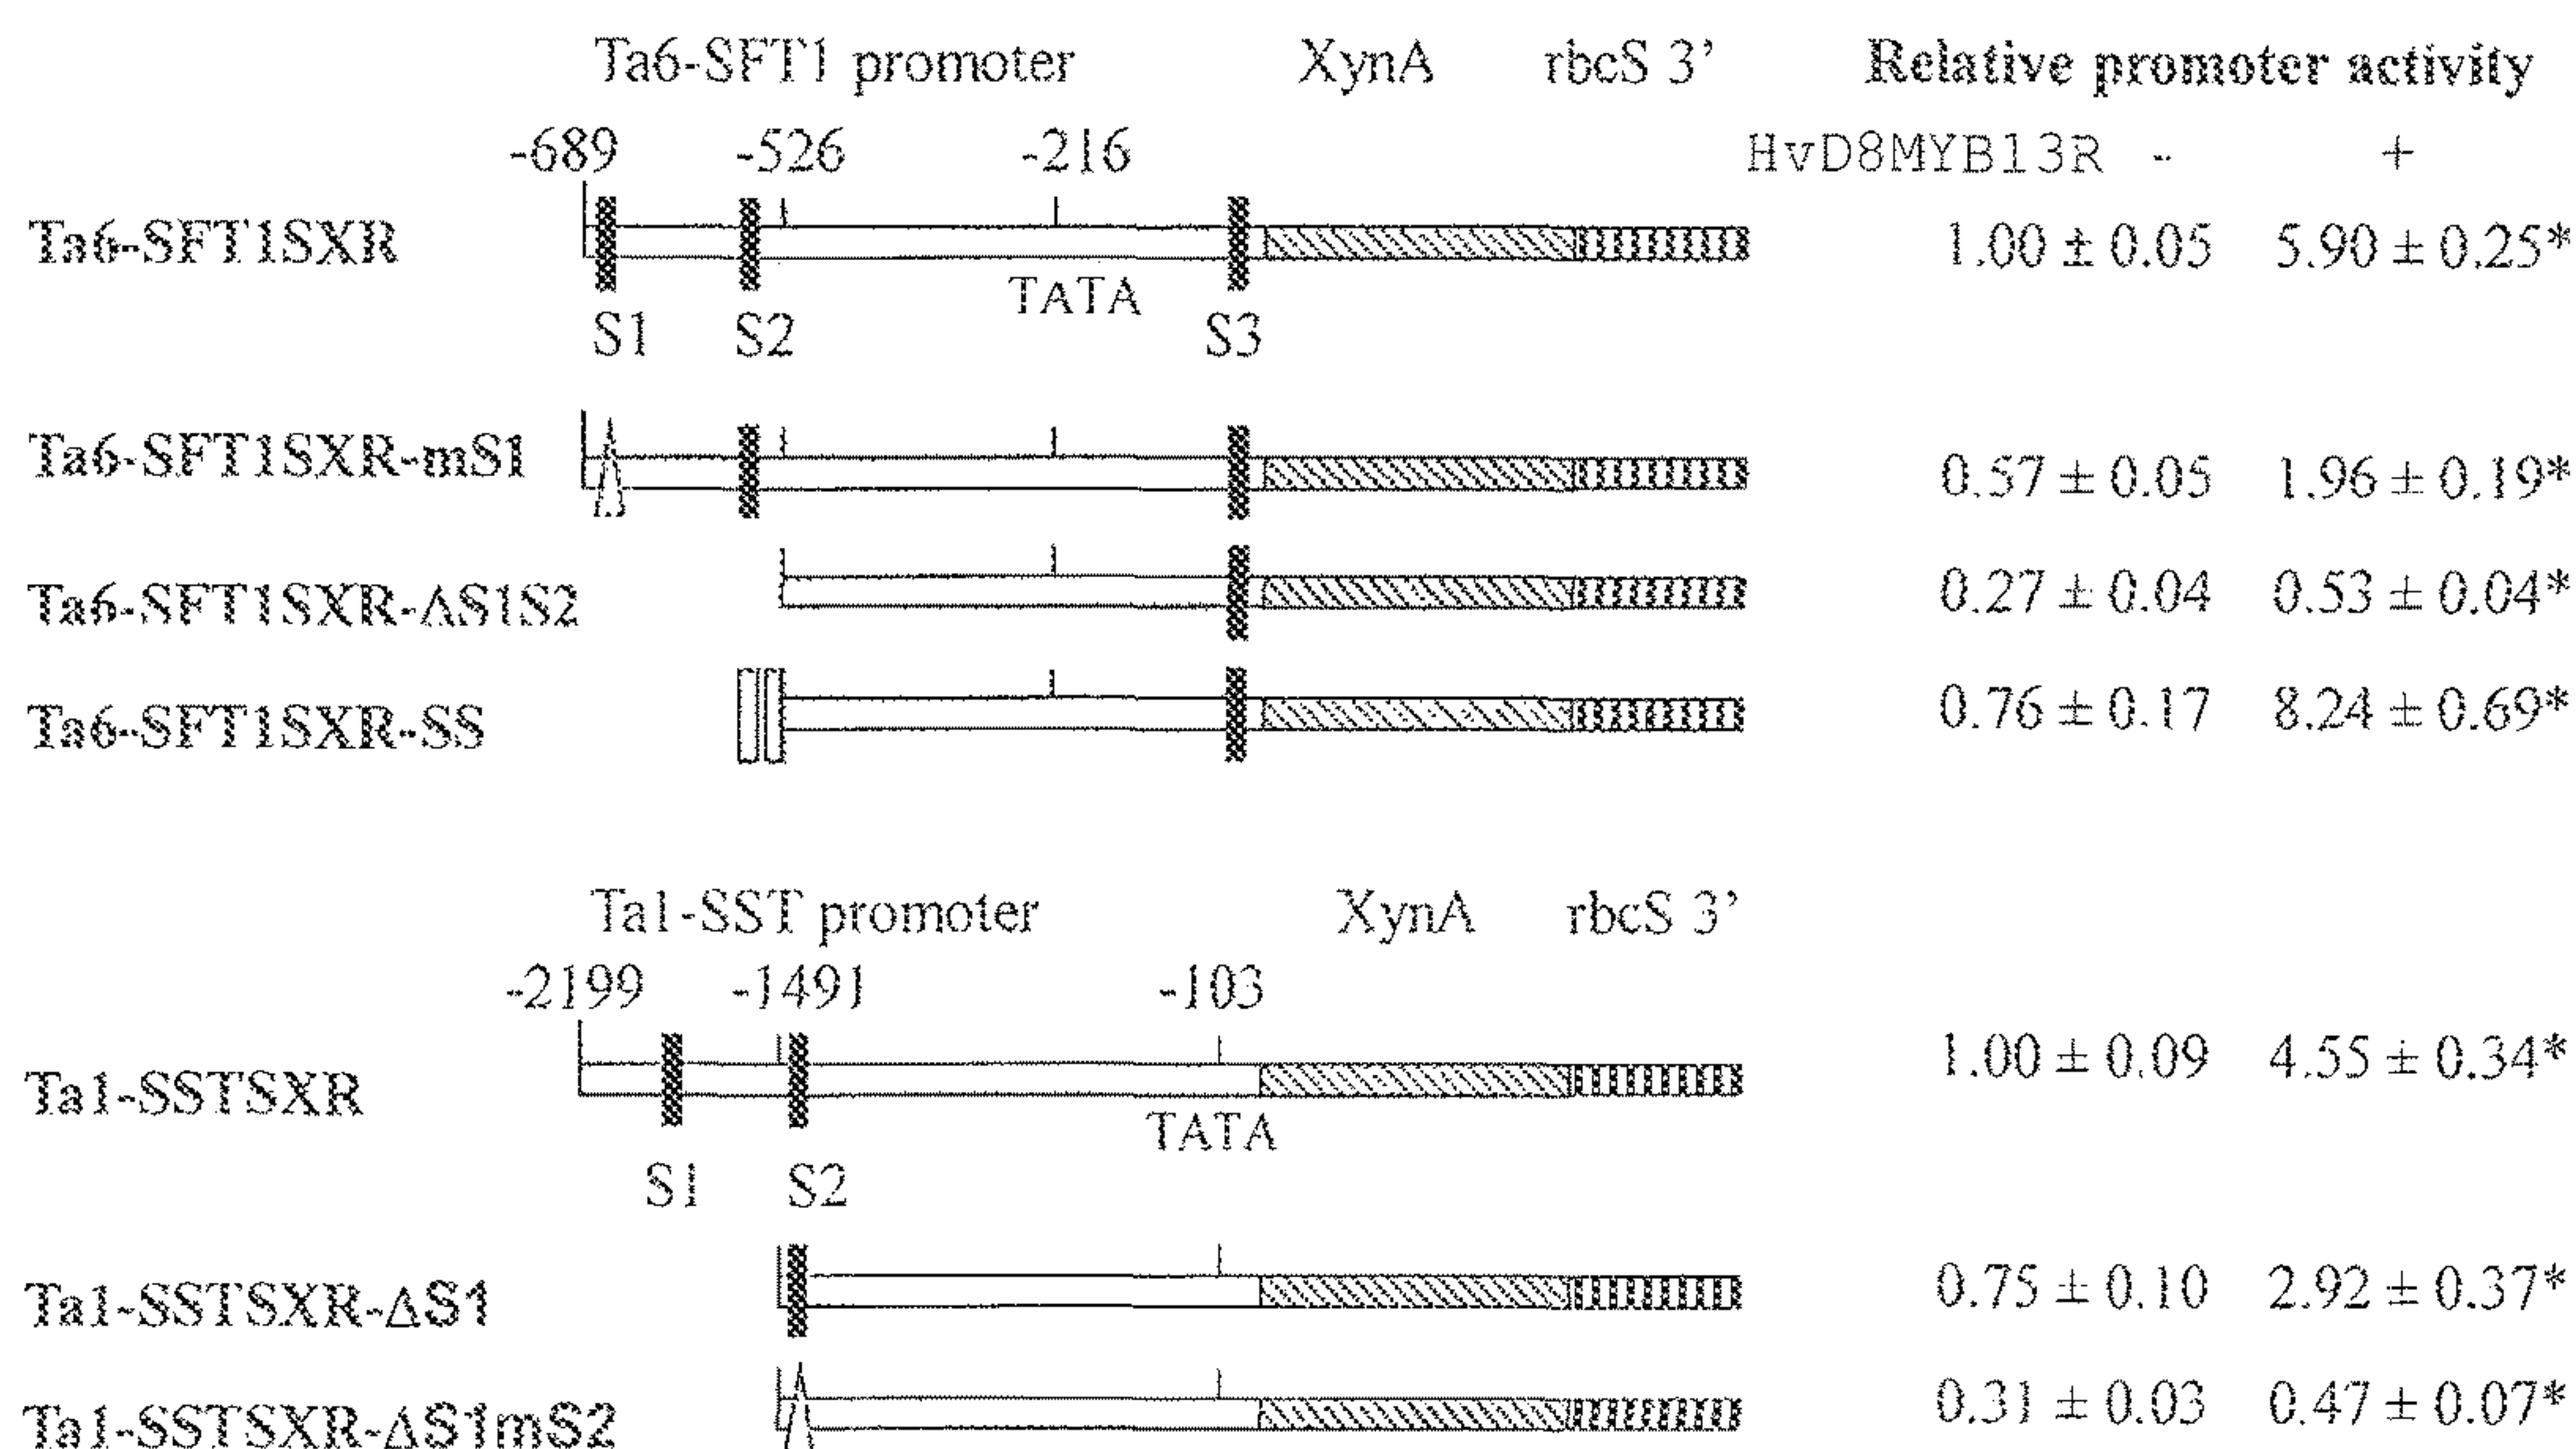 Ta6-SFT1 promoter XynA rbcS 3’ Relative promoter activity
-689 -526 -216 HvD8MYB13R - +
Ta6-SFT1SXR 1.00 ± 0.05 5.90 ± 0.25*
TATA
S1 S2 S3
Ta6-SFT1SXR-mS1 0.57 ± 0.05 1.96 ± 0.19*
Ta6-SFT1SXR-ΔS1S2 0.27 ± 0.04 0.53 ± 0.04*
Ta6-SFT1SXR-SS 0.76 ± 0.17 8.24 ± 0.69*
Ta1-SST promoter XynA rbcS 3’
-2199 -1491 -103
Ta1-SSTSXR 1.00 ± 0.09 4.55 ± 0.34*
TATA
S1 S2
Ta1-SSTSXR-ΔS1 0.75 ± 0.10 2.92 ± 0.37*
Ta1-SSTSXR-ΔS1mS2 0.31 ± 0.03 0.47 ± 0.07*